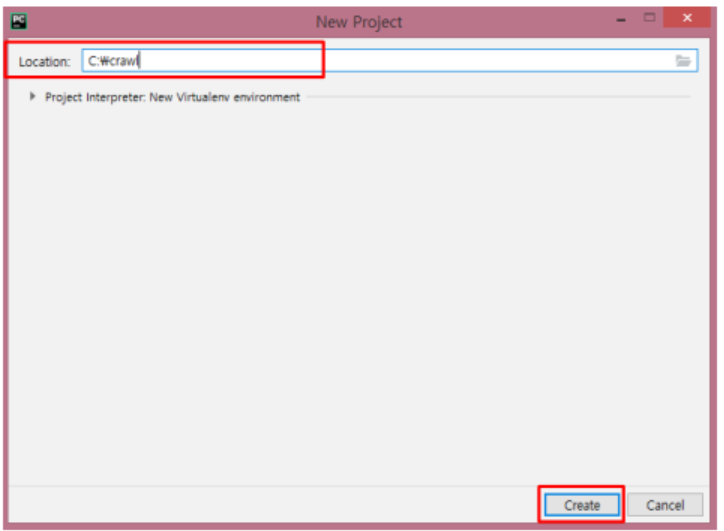 PC
New Project
Location: C:₩crawl
Project Interpreter: New Virtualenv environment
Create Cancel